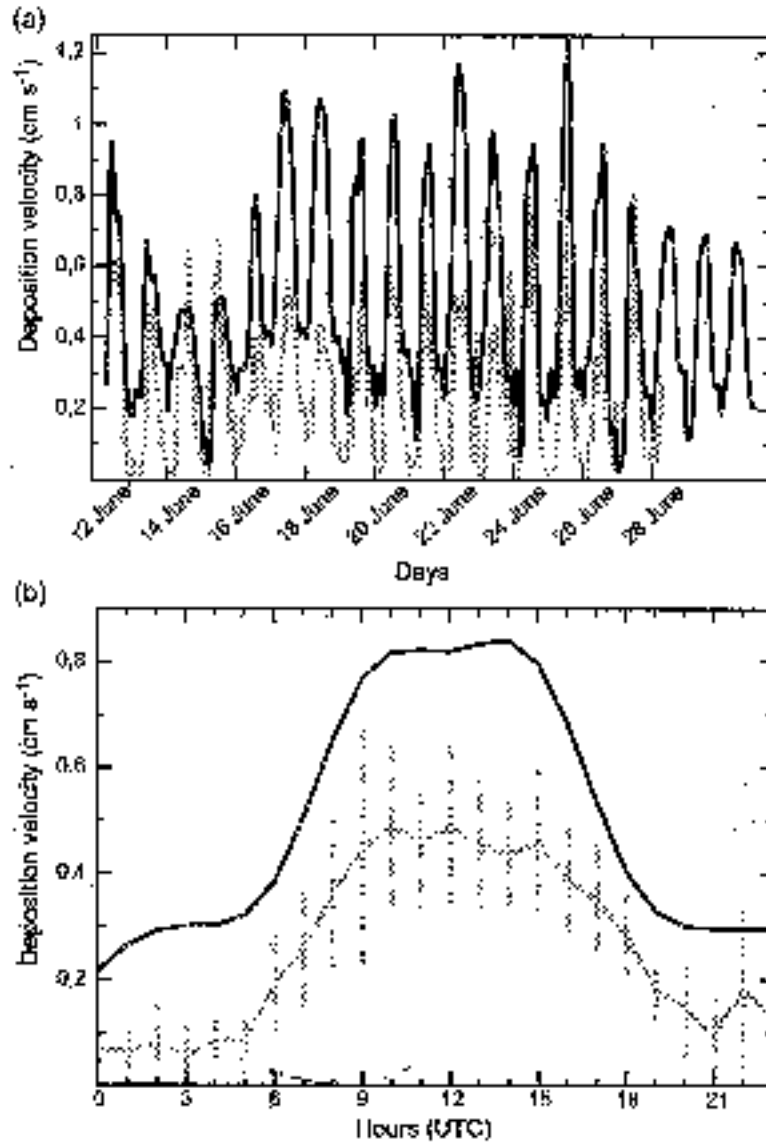 (a)
1,2
1
0,8
0,6
0,4
0,2
Deposition velocity (cm s⁻¹)
12 June 14 June 16 June 18 June 20 June 22 June 24 June 26 June 28 June
Days
(b)
0,8
0,6
0,4
0,2
Deposition velocity (cm s⁻¹)
0 3 6 9 12 15 18 21
Hours (UTC)